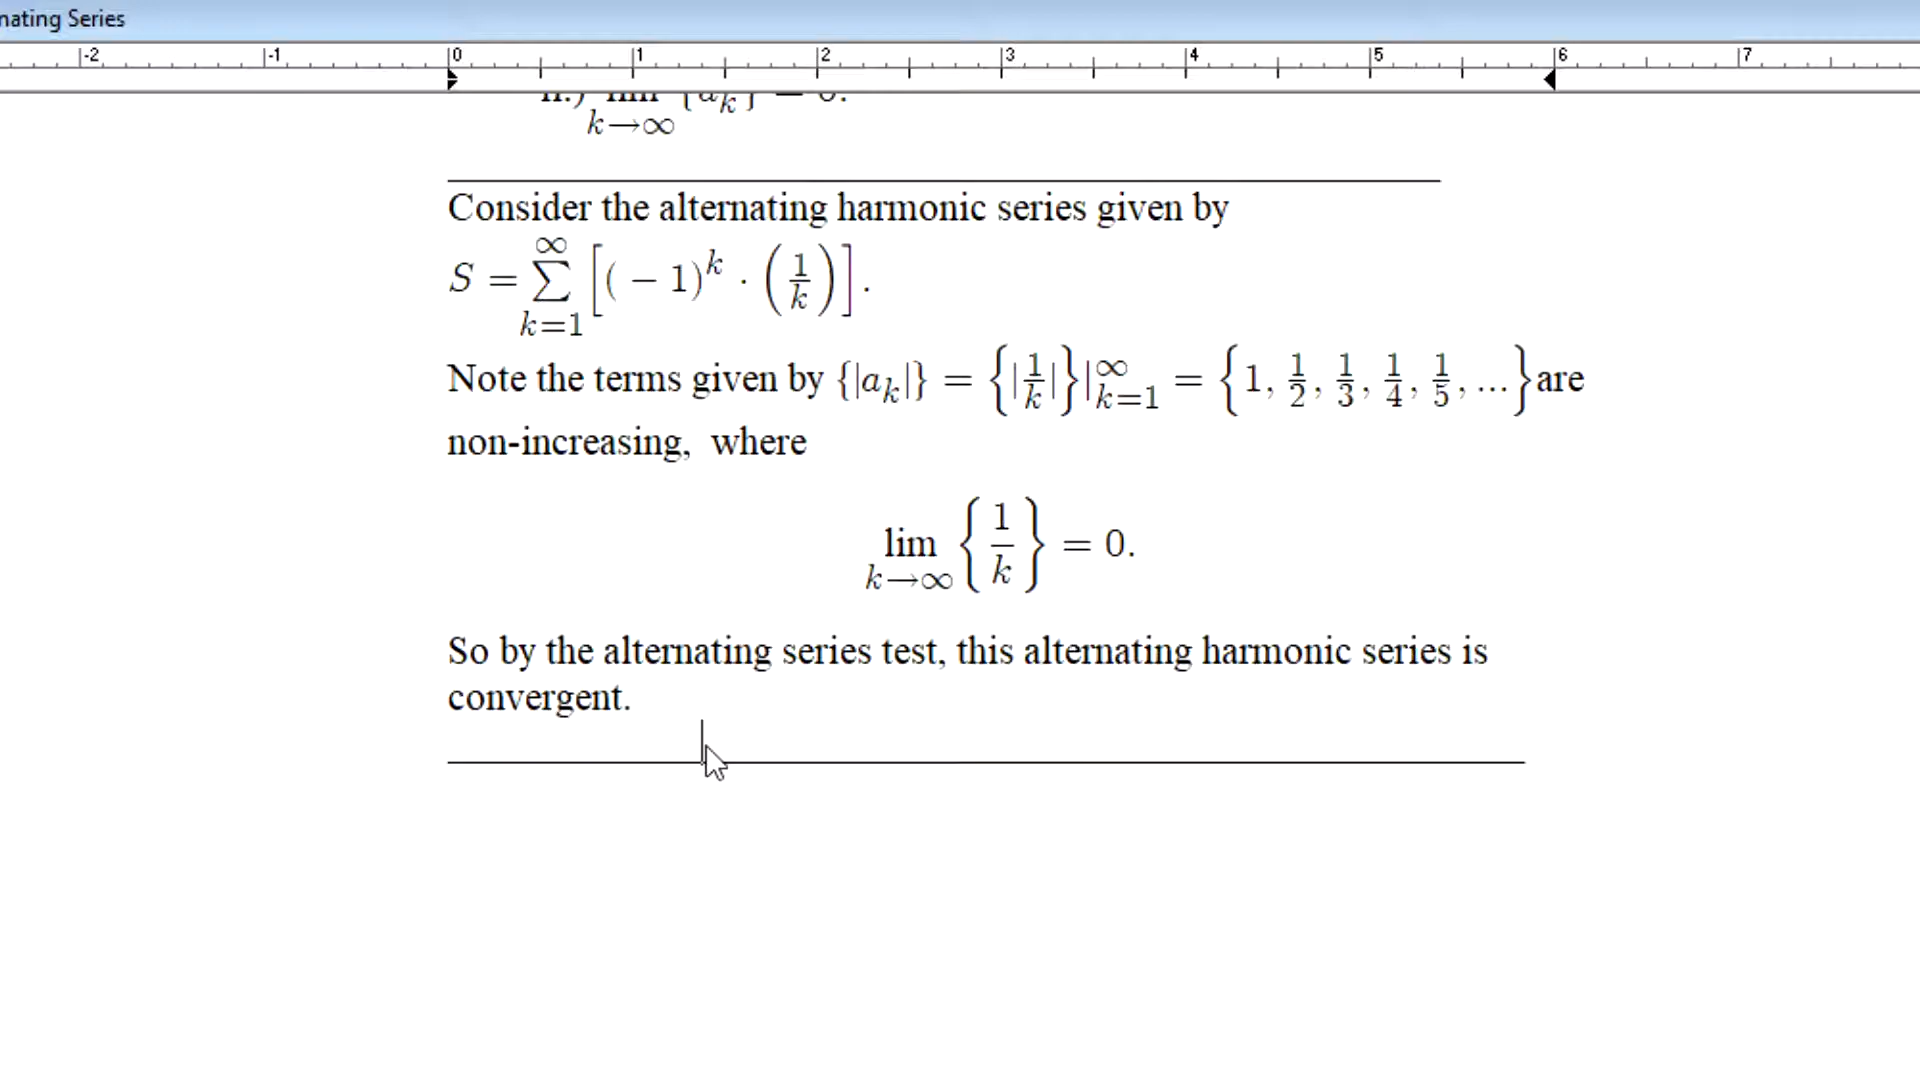 nating Series
-2 -1 0 1 2 3 4 5 6 7
k→∞
Consider the alternating harmonic series given by
S = ∑_{k=1}^{∞} [( − 1)^k · (1/k)].
Note the terms given by {|a_k|} = {|1/k|}|_{k=1}^{∞} = {1, 1/2, 1/3, 1/4, 1/5, ...} are
non-increasing, where
lim_{k→∞} {1/k} = 0.
So by the alternating series test, this alternating harmonic series is
convergent.